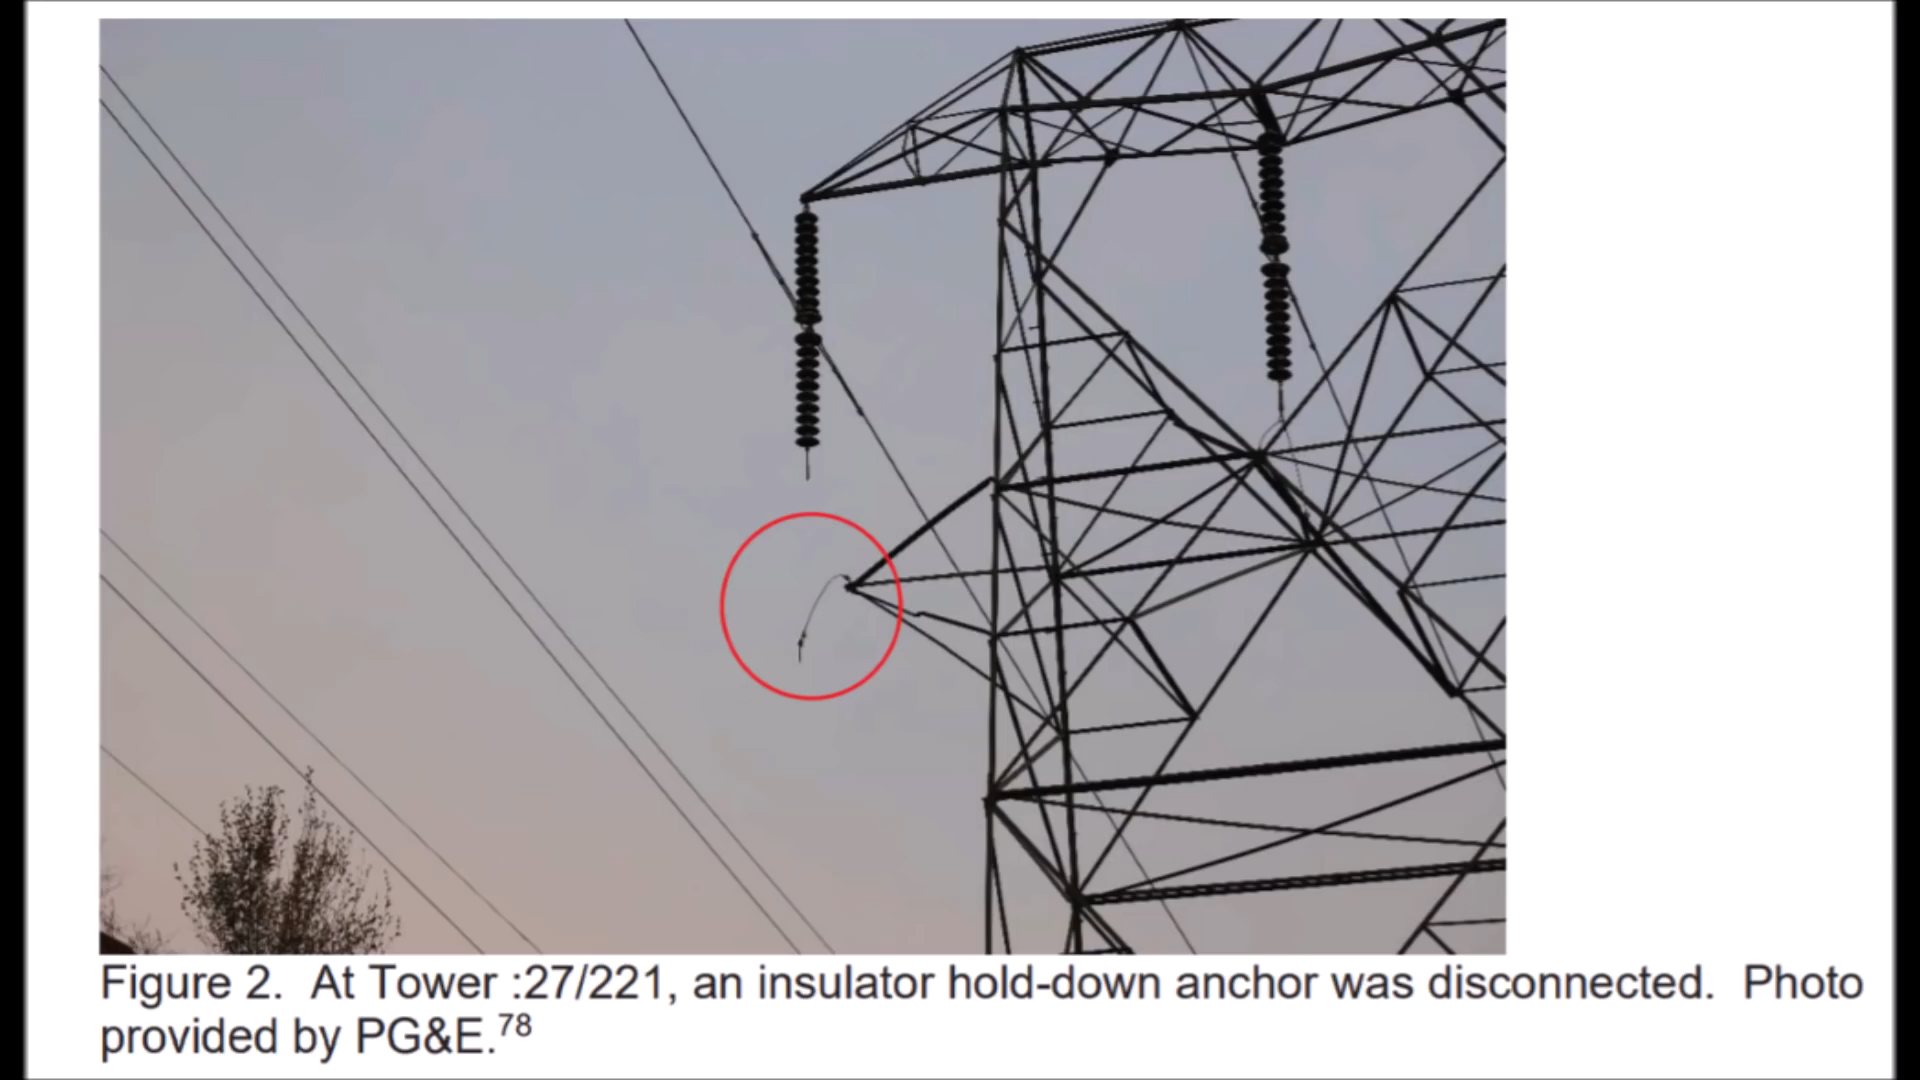 Figure 2.  At Tower :27/221, an insulator hold-down anchor was disconnected.  Photo
provided by PG&E.78